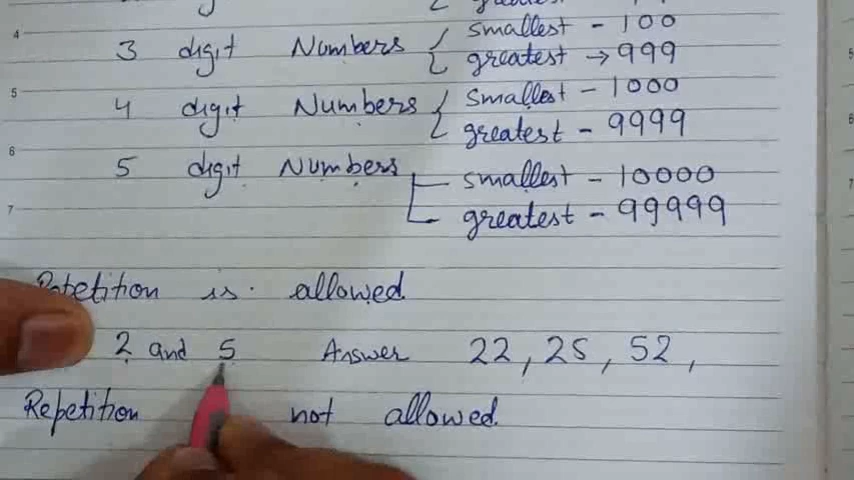 3 digit Numbers { smallest - 100
greatest → 999
4 digit Numbers { smallest - 1000
greatest - 9999
5 digit Numbers smallest - 10000
greatest - 99999
is allowed.
2 and 5 Answer 22, 25, 52,
Repetition not allowed.